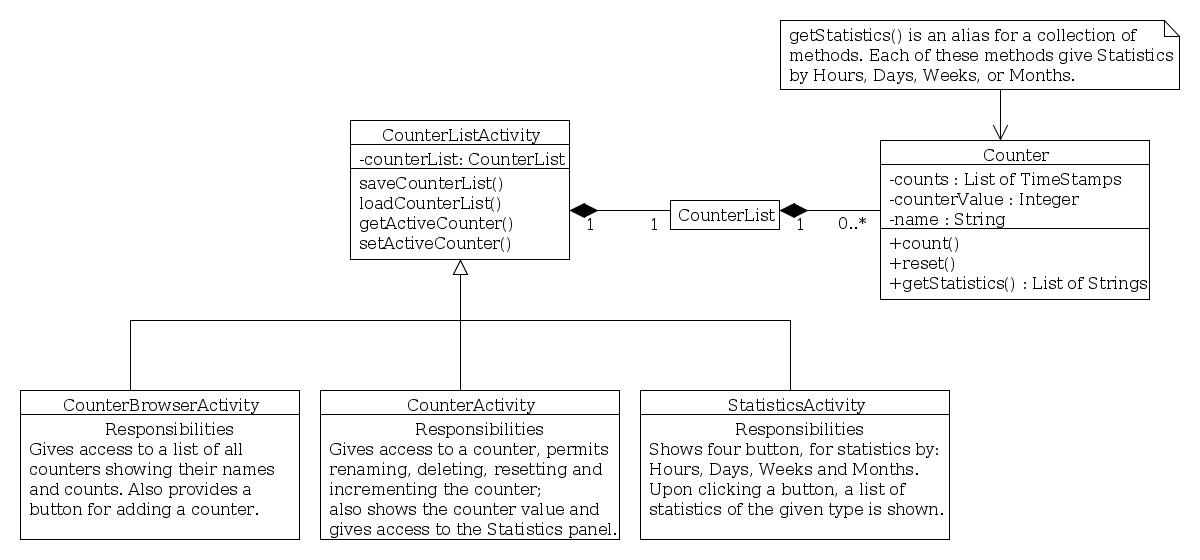 getStatistics() is an alias for a collection of
methods. Each of these methods give Statistics
by Hours, Days, Weeks, or Months.
CounterListActivity
-counterList: CounterList
saveCounterList()
loadCounterList()
getActiveCounter()
setActiveCounter()
1
1
CounterList
1
0..*
Counter
-counts : List of TimeStamps
-counterValue : Integer
-name : String
+count()
+reset()
+getStatistics() : List of Strings
CounterBrowserActivity
Responsibilities
Gives access to a list of all
counters showing their names
and counts. Also provides a
button for adding a counter.
CounterActivity
Responsibilities
Gives access to a counter, permits
renaming, deleting, resetting and
incrementing the counter;
also shows the counter value and
gives access to the Statistics panel.
StatisticsActivity
Responsibilities
Shows four button, for statistics by:
Hours, Days, Weeks and Months.
Upon clicking a button, a list of
statistics of the given type is shown.